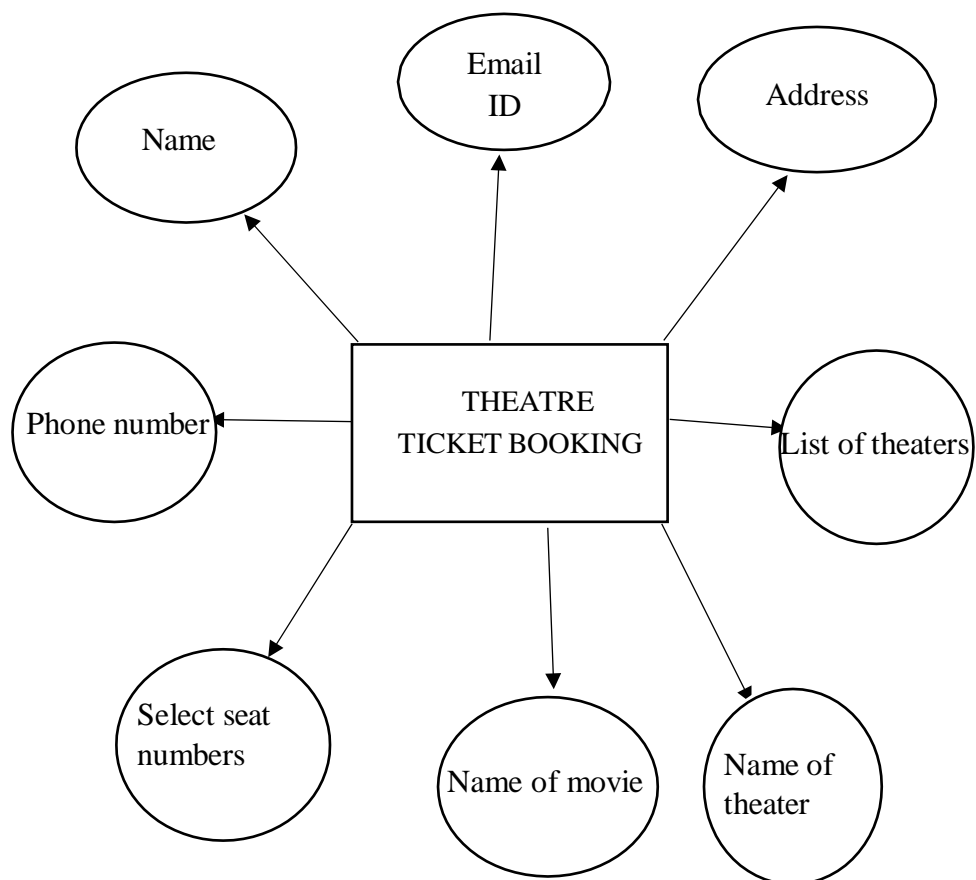 Email
ID
Address
Name
THEATRE
TICKET BOOKING
Phone number
List of theaters
Select seat
numbers
Name of movie
Name of
theater